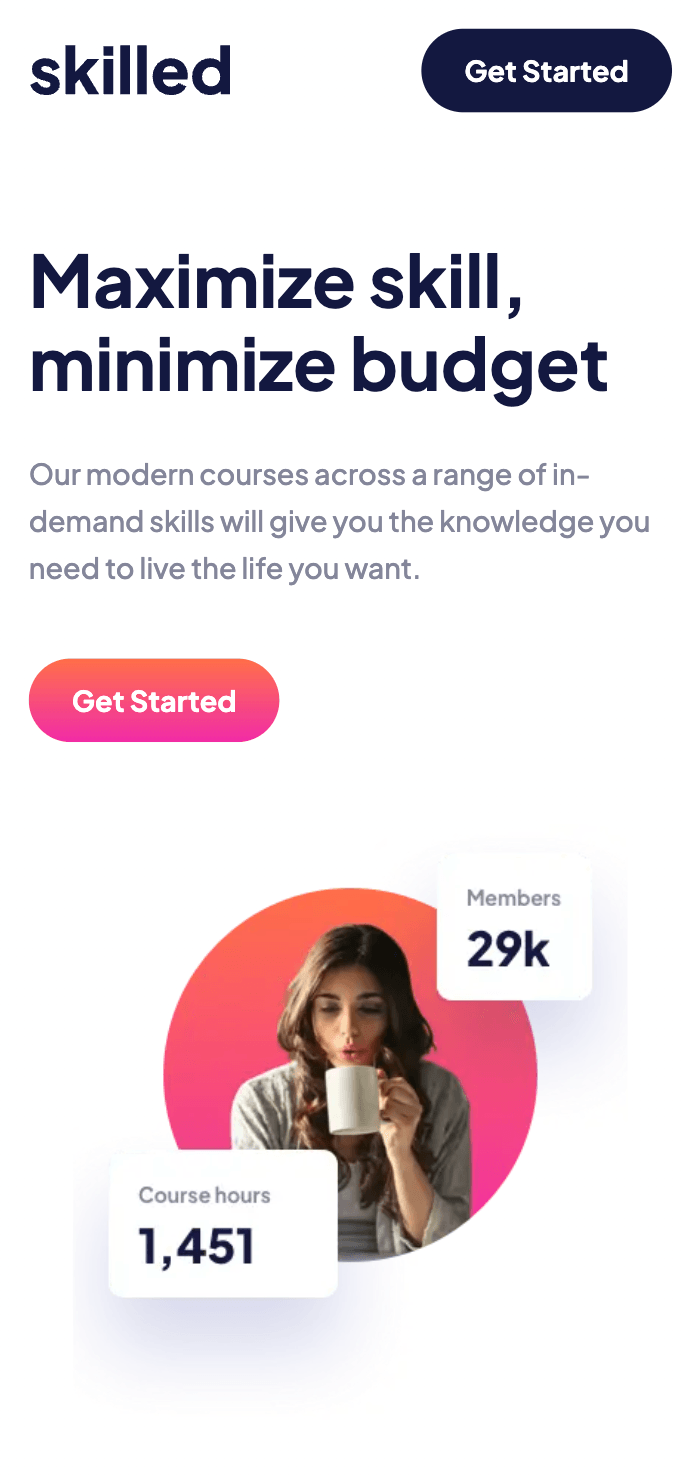 skilled
Get Started
Maximize skill,
minimize budget
Our modern courses across a range of in-
demand skills will give you the knowledge you
need to live the life you want.
Get Started
Members
29k
Course hours
1,451